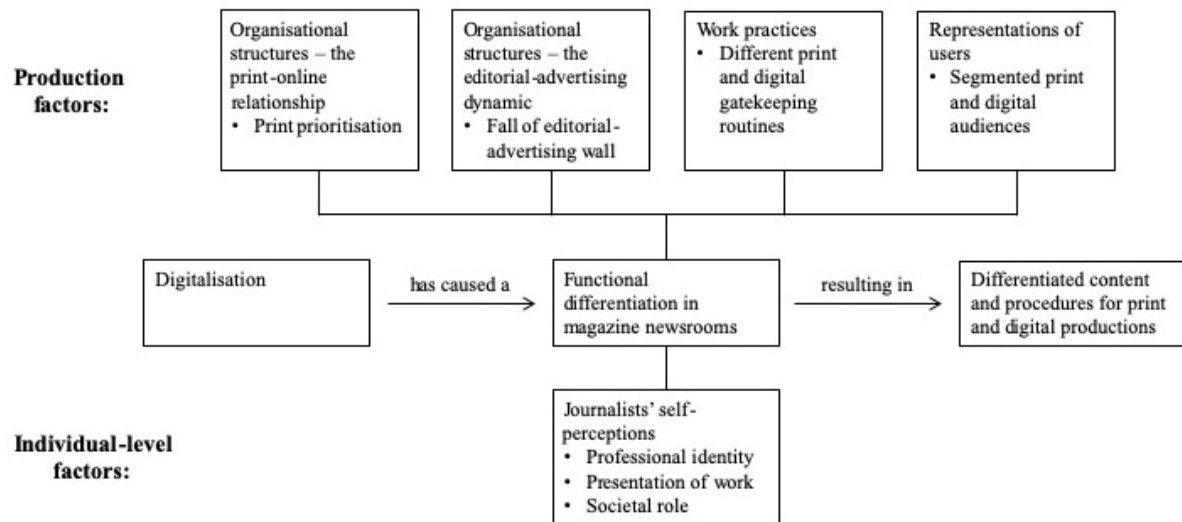 Production
factors:
Organisational
structures – the
print-online
relationship
• Print prioritisation
Organisational
structures – the
editorial-advertising
dynamic
• Fall of editorial-
advertising wall
Work practices
• Different print
and digital
gatekeeping
routines
Representations of
users
• Segmented print
and digital
audiences
Digitalisation
has caused a
Functional
differentiation in
magazine newsrooms
resulting in
Differentiated content
and procedures for print
and digital productions
Individual-level
factors:
Journalists’ self-
perceptions
• Professional identity
• Presentation of work
• Societal role